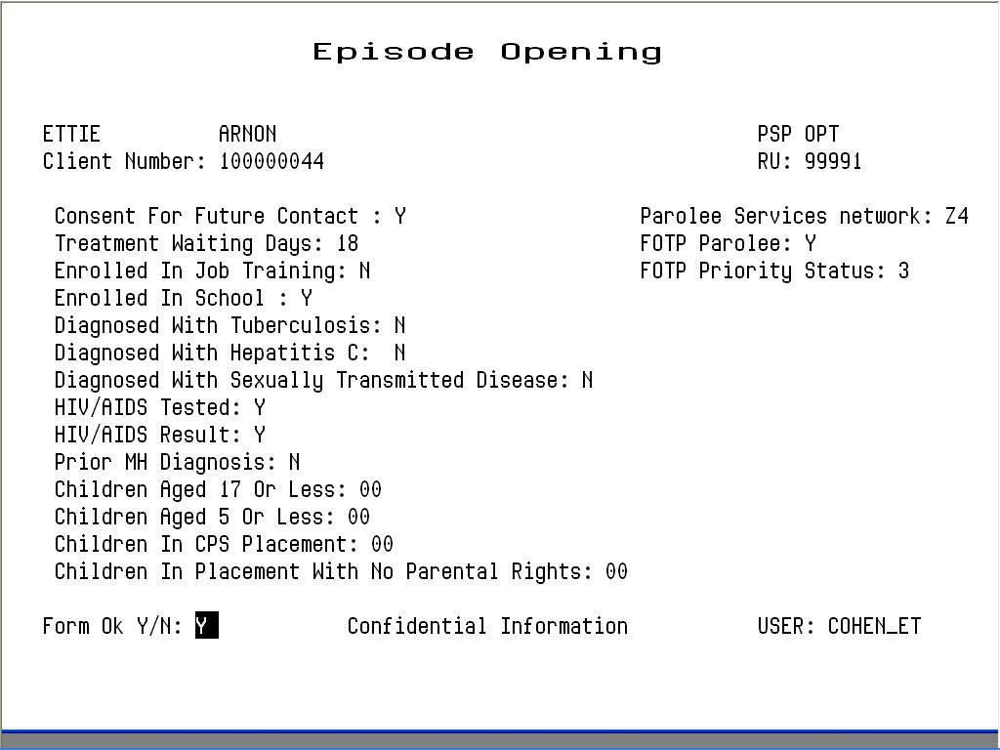 Episode Opening
ETTIE ARNON PSP OPT
Client Number: 100000044 RU: 99991
Consent For Future Contact : Y Parolee Services network: Z4
Treatment Waiting Days: 18 FOTP Parolee: Y
Enrolled In Job Training: N FOTP Priority Status: 3
Enrolled In School : Y
Diagnosed With Tuberculosis: N
Diagnosed With Hepatitis C: N
Diagnosed With Sexually Transmitted Disease: N
HIV/AIDS Tested: Y
HIV/AIDS Result: Y
Prior MH Diagnosis: N
Children Aged 17 Or Less: 00
Children Aged 5 Or Less: 00
Children In CPS Placement: 00
Children In Placement With No Parental Rights: 00
Form Ok Y/N: Y Confidential Information USER: COHEN_ET